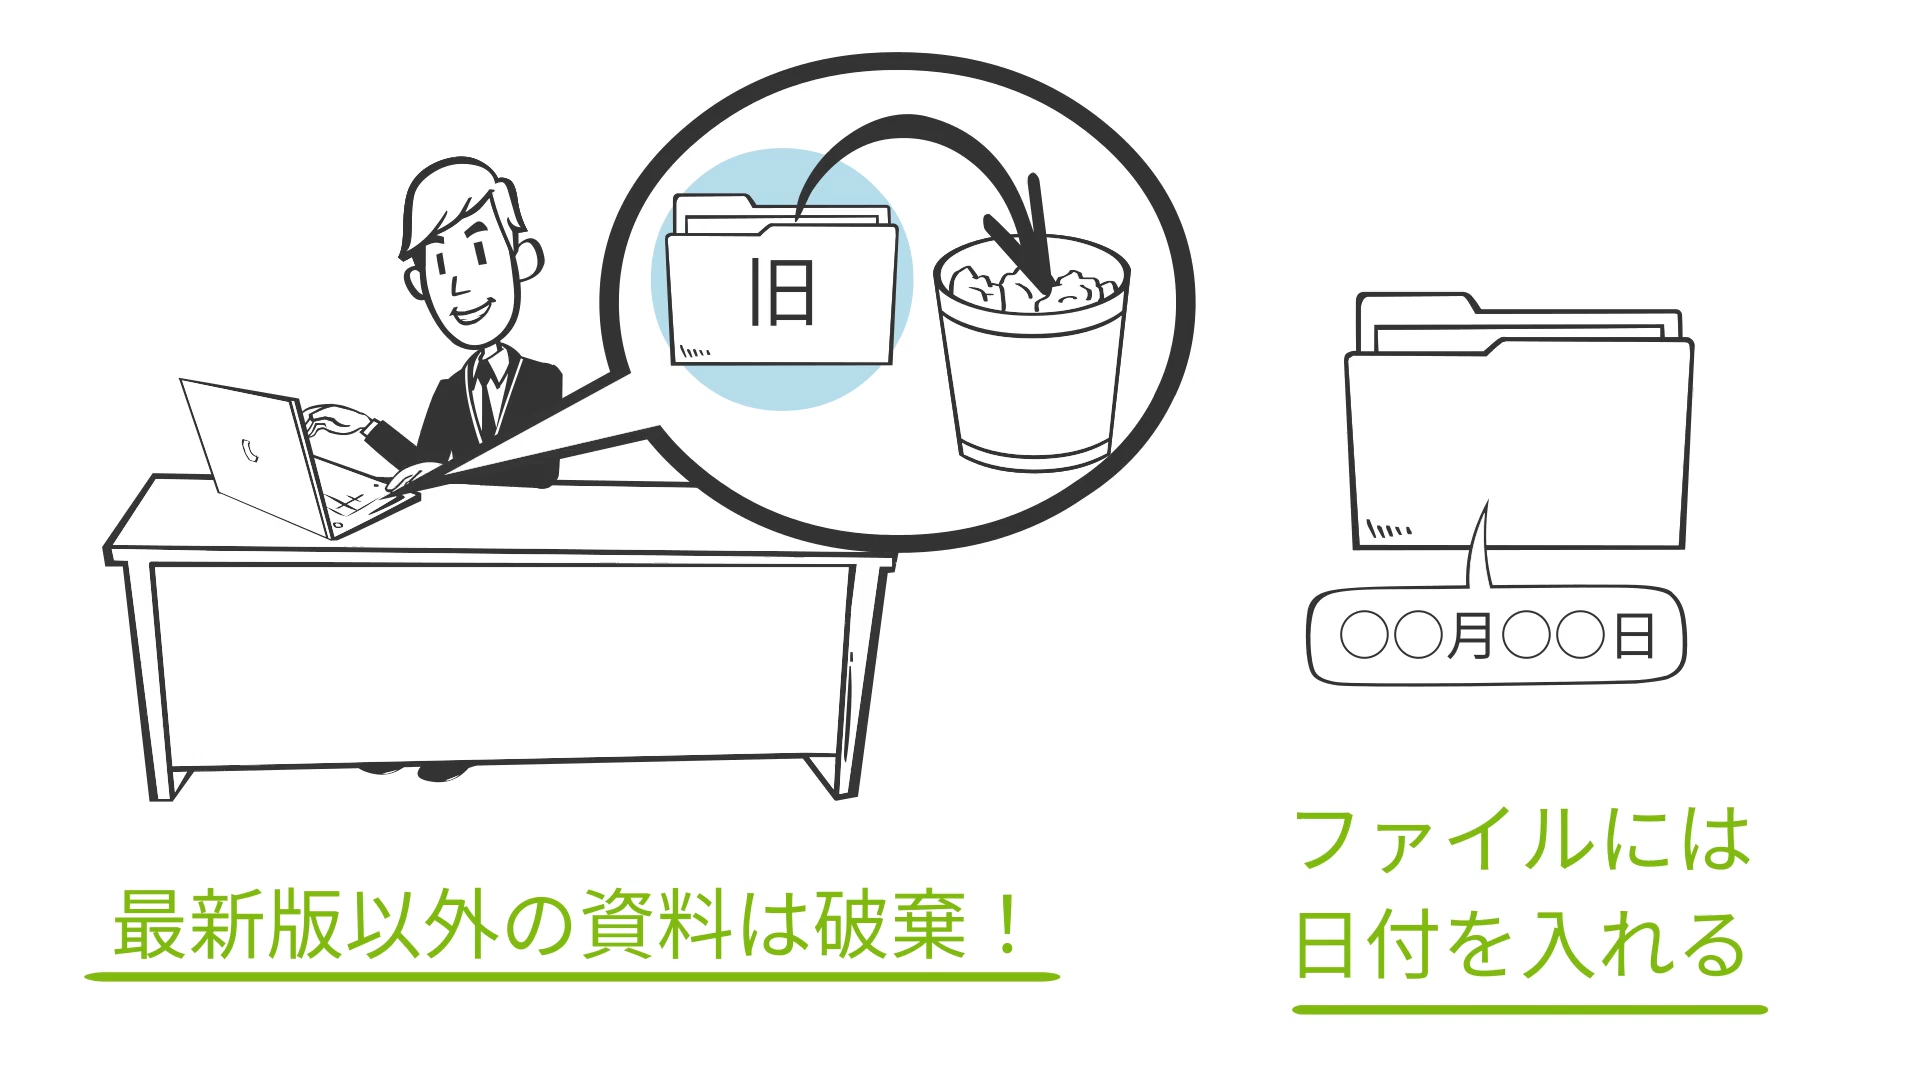 旧
○○月○○日
最新版以外の資料は破棄！
ファイルには
日付を入れる